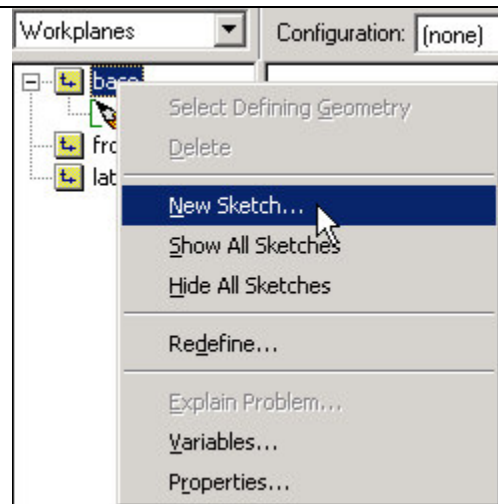 Workplanes Configuration: (none)
base
Select Defining Geometry
Delete
New Sketch...
Show All Sketches
Hide All Sketches
Redefine...
Explain Problem...
Variables...
Properties...